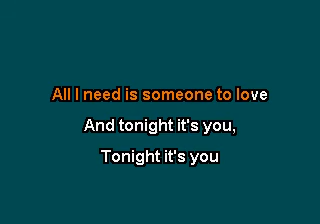 All I need is someone to love
And tonight it's you,
Tonight it's you